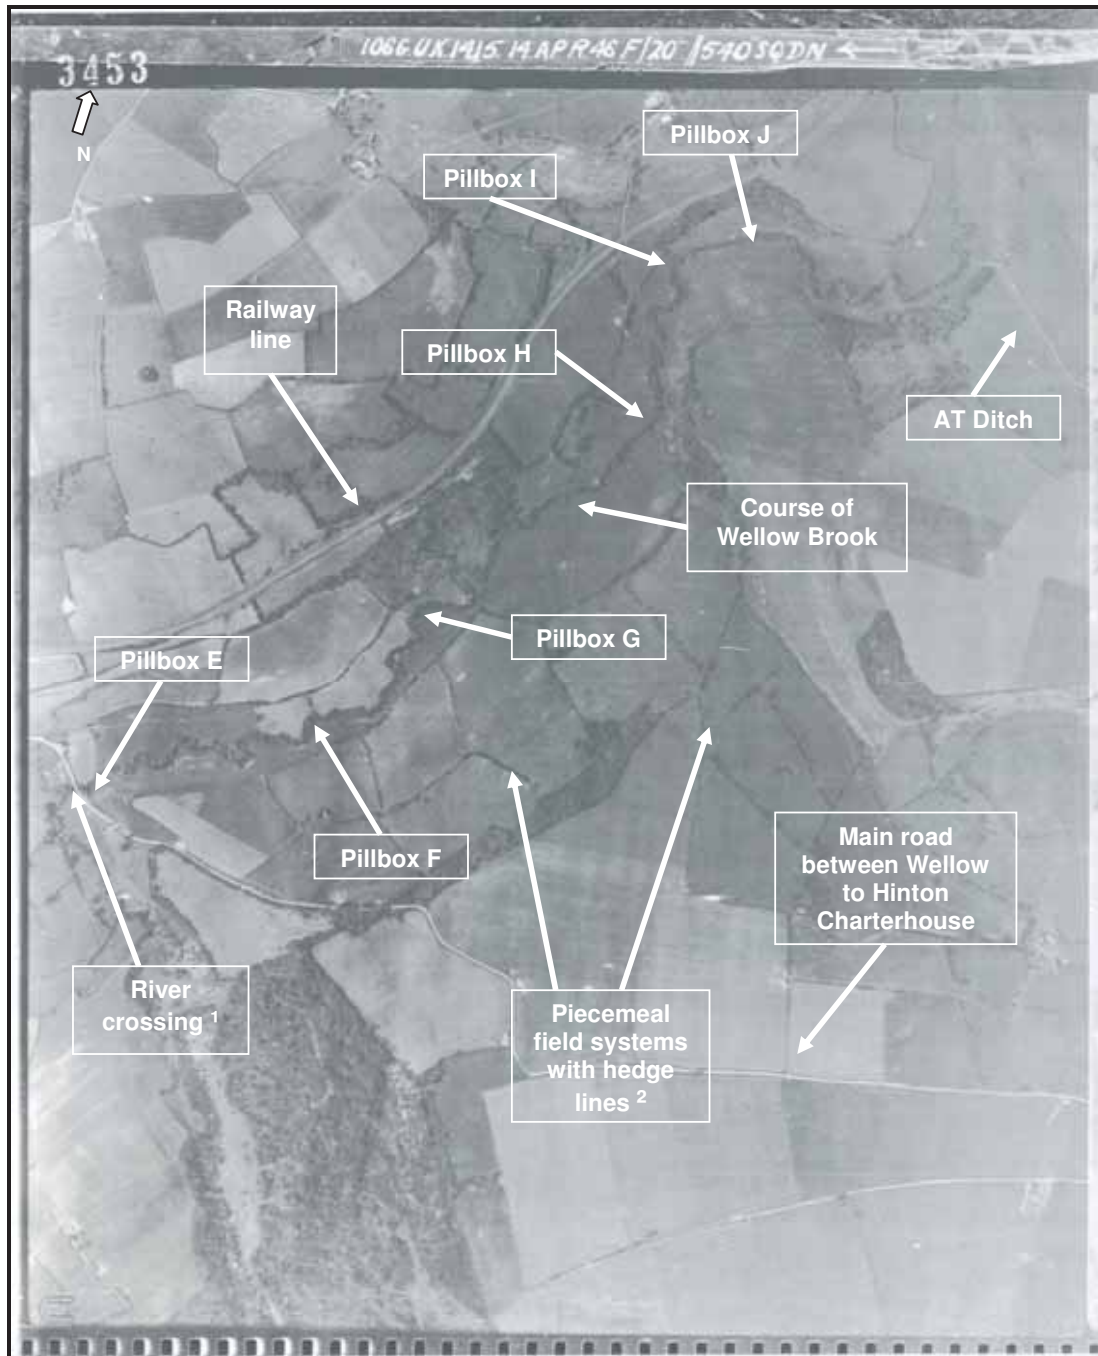 106G.UK.1415. 14 APR 46 F/20 //540 SQDN
3453
N
Pillbox J
Pillbox I
Railway
line
Pillbox H
AT Ditch
Course of
Wellow Brook
Pillbox G
Pillbox E
Pillbox F
Main road
between Wellow
to Hinton
Charterhouse
River
crossing ¹
Piecemeal
field systems
with hedge
lines ²